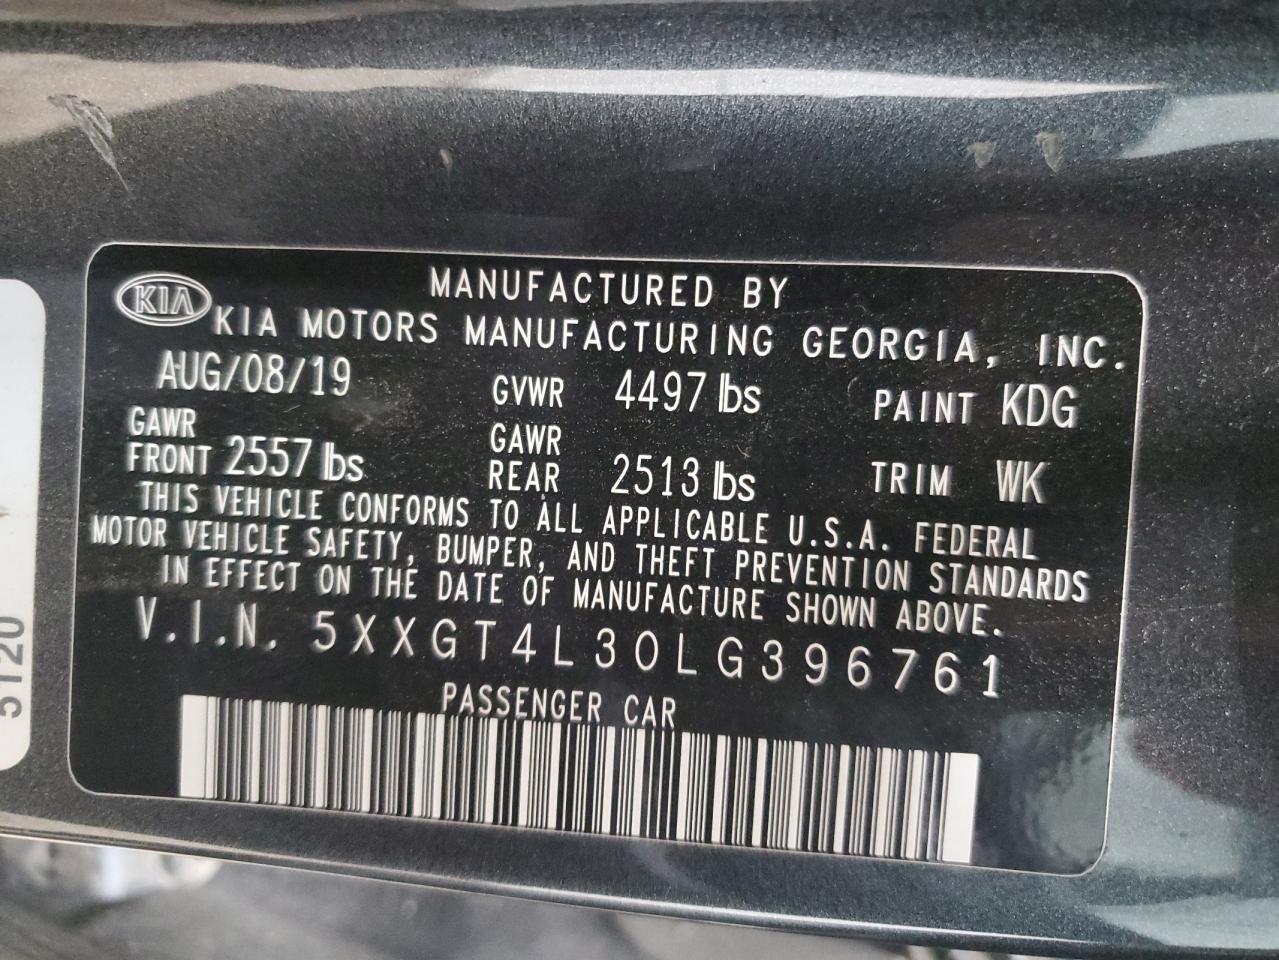 MANUFACTURED BY
KIA KIA MOTORS MANUFACTURING GEORGIA, INC.
AUG/08/19 GVWR 4497 lbs PAINT KDG
GAWR FRONT 2557 lbs GAWR REAR 2513 lbs TRIM WK
THIS VEHICLE CONFORMS TO ALL APPLICABLE U.S.A. FEDERAL
MOTOR VEHICLE SAFETY, BUMPER, AND THEFT PREVENTION STANDARDS
IN EFFECT ON THE DATE OF MANUFACTURE SHOWN ABOVE.
V.I.N. 5XXGT4L30LG396761
PASSENGER CAR
5120